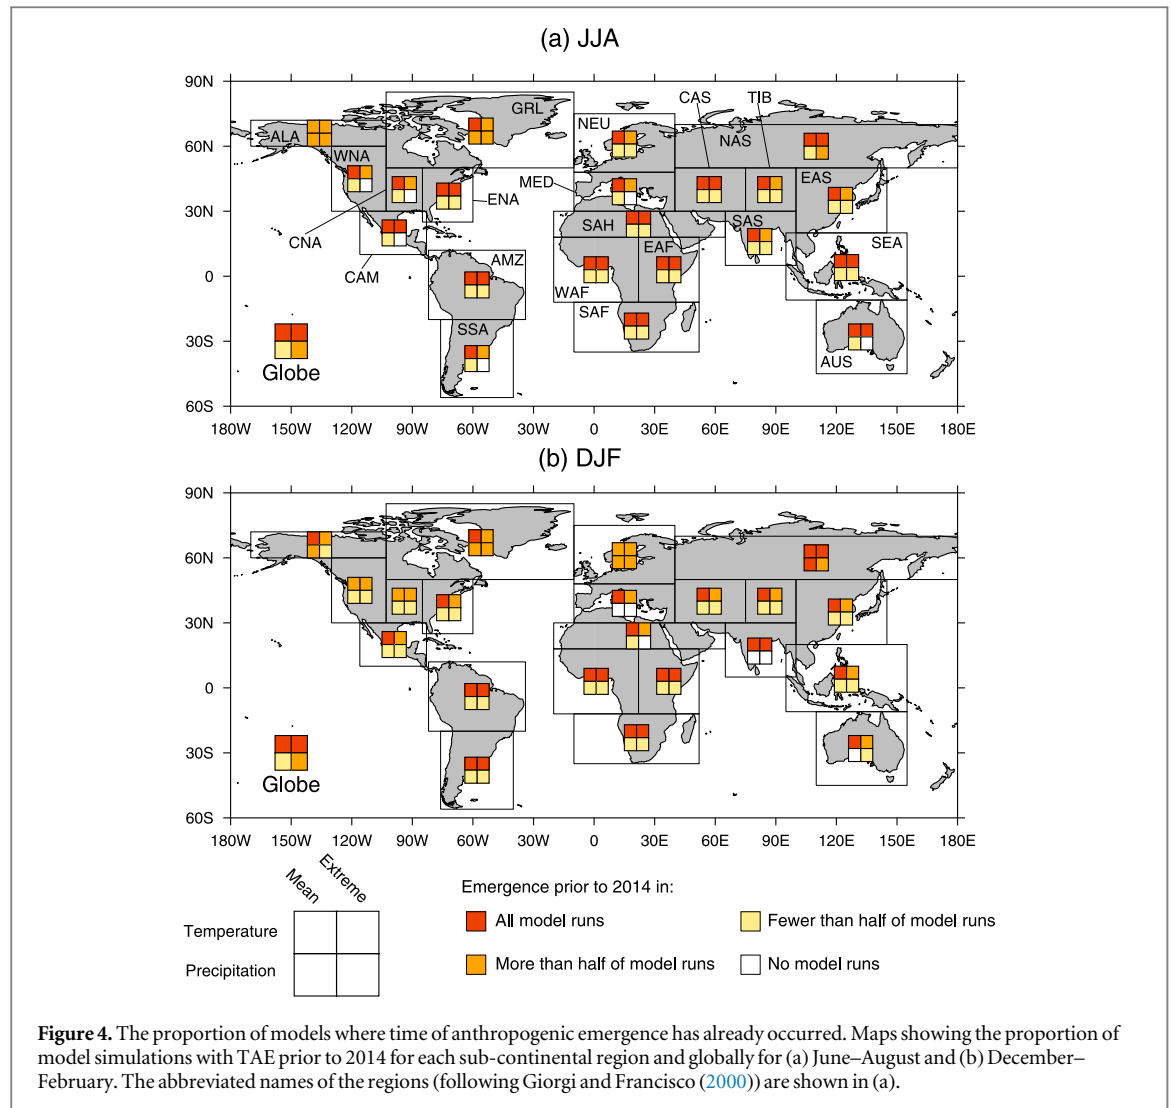 (a) JJA
90N
60N
30N
0
30S
60S
ALA
GRL
NEU
CAS
TIB
NAS
WNA
MED
EAS
ENA
SAH
SAS
CNA
EAF
SEA
CAM
AMZ
WAF
SAF
SSA
AUS
Globe
180W 150W 120W 90W 60W 30W 0 30E 60E 90E 120E 150E 180E
(b) DJF
90N
60N
30N
0
30S
60S
Globe
180W 150W 120W 90W 60W 30W 0 30E 60E 90E 120E 150E 180E
Mean
Extreme
Temperature
Precipitation
Emergence prior to 2014 in:
All model runs
Fewer than half of model runs
More than half of model runs
No model runs
Figure 4. The proportion of models where time of anthropogenic emergence has already occurred. Maps showing the proportion of
model simulations with TAE prior to 2014 for each sub-continental region and globally for (a) June–August and (b) December–
February. The abbreviated names of the regions (following Giorgi and Francisco (2000)) are shown in (a).